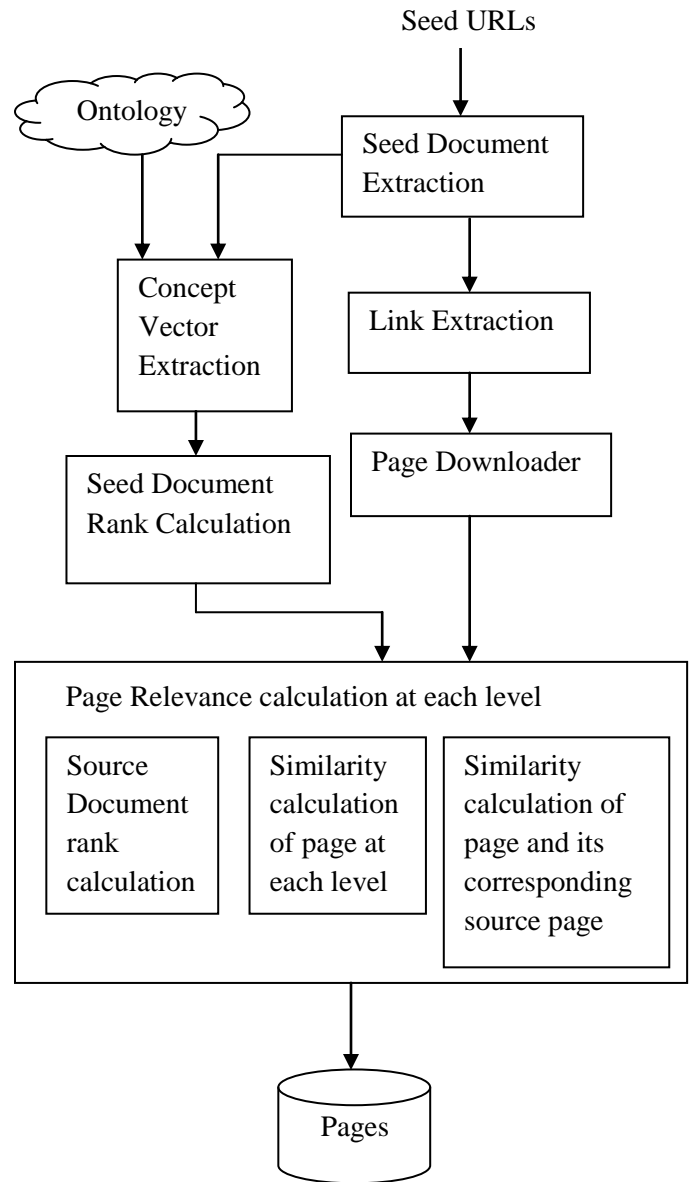 Seed URLs
Ontology
Seed Document
Extraction
Concept
Vector
Extraction
Link Extraction
Seed Document
Rank Calculation
Page Downloader
Page Relevance calculation at each level
Source
Document
rank
calculation
Similarity
calculation
of page at
each level
Similarity
calculation of
page and its
corresponding
source page
Pages